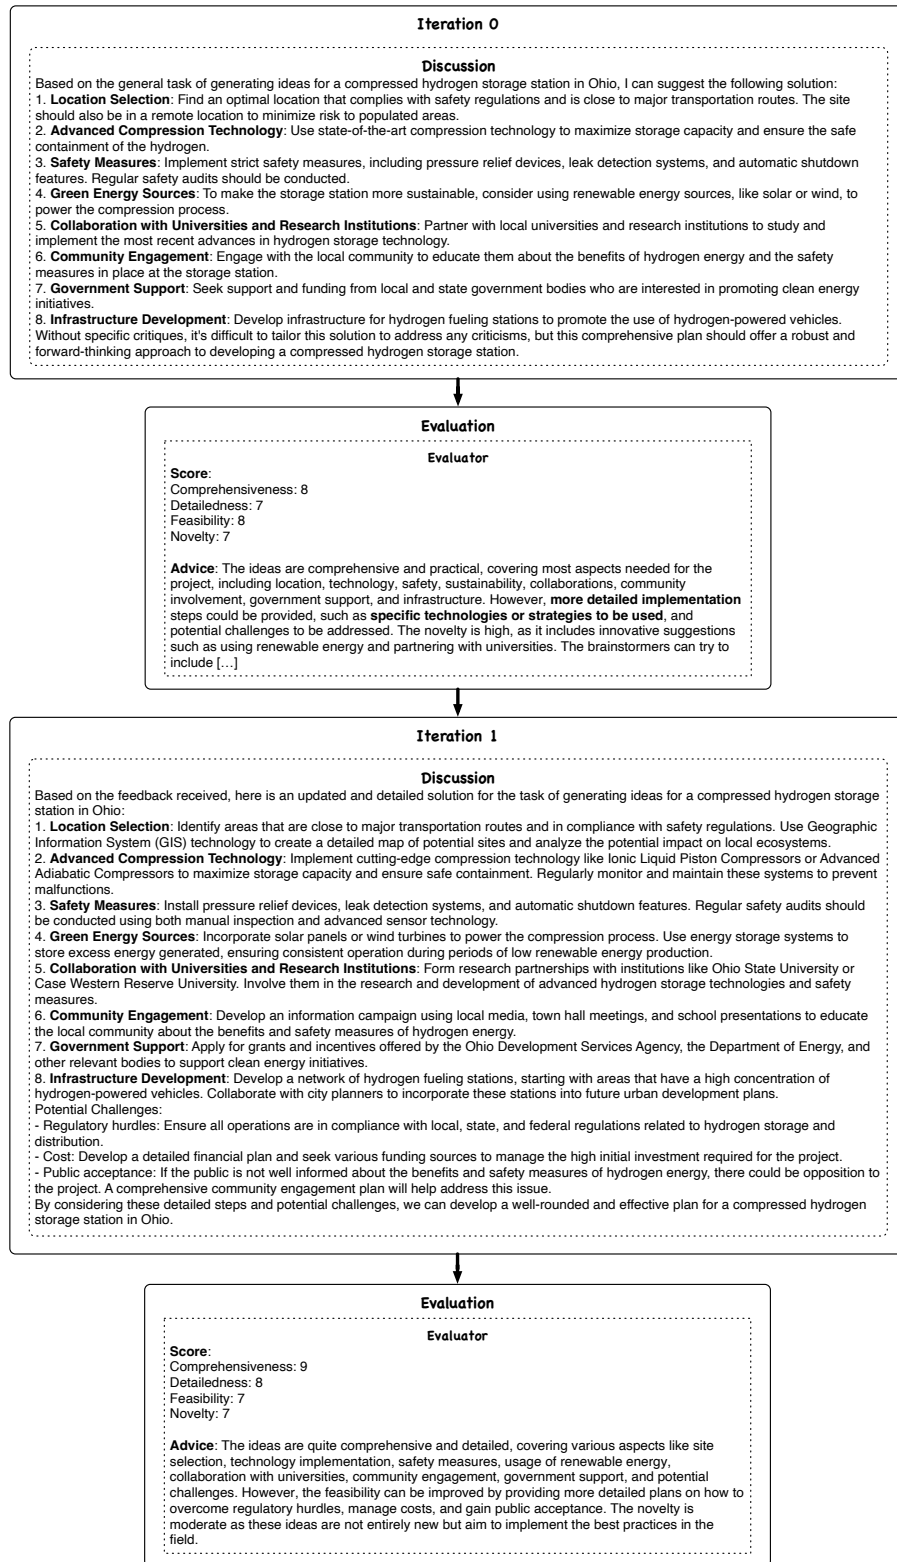 Iteration 0
Discussion
Based on the general task of generating ideas for a compressed hydrogen storage station in Ohio, I can suggest the following solution:
1. Location Selection: Find an optimal location that complies with safety regulations and is close to major transportation routes. The site
should also be in a remote location to minimize risk to populated areas.
2. Advanced Compression Technology: Use state-of-the-art compression technology to maximize storage capacity and ensure the safe
containment of the hydrogen.
3. Safety Measures: Implement strict safety measures, including pressure relief devices, leak detection systems, and automatic shutdown
features. Regular safety audits should be conducted.
4. Green Energy Sources: To make the storage station more sustainable, consider using renewable energy sources, like solar or wind, to
power the compression process.
5. Collaboration with Universities and Research Institutions: Partner with local universities and research institutions to study and
implement the most recent advances in hydrogen storage technology.
6. Community Engagement: Engage with the local community to educate them about the benefits of hydrogen energy and the safety
measures in place at the storage station.
7. Government Support: Seek support and funding from local and state government bodies who are interested in promoting clean energy
initiatives.
8. Infrastructure Development: Develop infrastructure for hydrogen fueling stations to promote the use of hydrogen-powered vehicles.
Without specific critiques, it's difficult to tailor this solution to address any criticisms, but this comprehensive plan should offer a robust and
forward-thinking approach to developing a compressed hydrogen storage station.
Evaluation
Evaluator
Score:
Comprehensiveness: 8
Detailedness: 7
Feasibility: 8
Novelty: 7
Advice: The ideas are comprehensive and practical, covering most aspects needed for the
project, including location, technology, safety, sustainability, collaborations, community
involvement, government support, and infrastructure. However, more detailed implementation
steps could be provided, such as specific technologies or strategies to be used, and
potential challenges to be addressed. The novelty is high, as it includes innovative suggestions
such as using renewable energy and partnering with universities. The brainstormers can try to
include [...]
Iteration 1
Discussion
Based on the feedback received, here is an updated and detailed solution for the task of generating ideas for a compressed hydrogen storage
station in Ohio:
1. Location Selection: Identify areas that are close to major transportation routes and in compliance with safety regulations. Use Geographic
Information System (GIS) technology to create a detailed map of potential sites and analyze the potential impact on local ecosystems.
2. Advanced Compression Technology: Implement cutting-edge compression technology like Ionic Liquid Piston Compressors or Advanced
Adiabatic Compressors to maximize storage capacity and ensure safe containment. Regularly monitor and maintain these systems to prevent
malfunctions.
3. Safety Measures: Install pressure relief devices, leak detection systems, and automatic shutdown features. Regular safety audits should
be conducted using both manual inspection and advanced sensor technology.
4. Green Energy Sources: Incorporate solar panels or wind turbines to power the compression process. Use energy storage systems to
store excess energy generated, ensuring consistent operation during periods of low renewable energy production.
5. Collaboration with Universities and Research Institutions: Form research partnerships with institutions like Ohio State University or
Case Western Reserve University. Involve them in the research and development of advanced hydrogen storage technologies and safety
measures.
6. Community Engagement: Develop an information campaign using local media, town hall meetings, and school presentations to educate
the local community about the benefits and safety measures of hydrogen energy.
7. Government Support: Apply for grants and incentives offered by the Ohio Development Services Agency, the Department of Energy, and
other relevant bodies to support clean energy initiatives.
8. Infrastructure Development: Develop a network of hydrogen fueling stations, starting with areas that have a high concentration of
hydrogen-powered vehicles. Collaborate with city planners to incorporate these stations into future urban development plans.
Potential Challenges:
- Regulatory hurdles: Ensure all operations are in compliance with local, state, and federal regulations related to hydrogen storage and
distribution.
- Cost: Develop a detailed financial plan and seek various funding sources to manage the high initial investment required for the project.
- Public acceptance: If the public is not well informed about the benefits and safety measures of hydrogen energy, there could be opposition to
the project. A comprehensive community engagement plan will help address this issue.
By considering these detailed steps and potential challenges, we can develop a well-rounded and effective plan for a compressed hydrogen
storage station in Ohio.
Evaluation
Evaluator
Score:
Comprehensiveness: 9
Detailedness: 8
Feasibility: 7
Novelty: 7
Advice: The ideas are quite comprehensive and detailed, covering various aspects like site
selection, technology implementation, safety measures, usage of renewable energy,
collaboration with universities, community engagement, government support, and potential
challenges. However, the feasibility can be improved by providing more detailed plans on how to
overcome regulatory hurdles, manage costs, and gain public acceptance. The novelty is
moderate as these ideas are not entirely new but aim to implement the best practices in the
field.